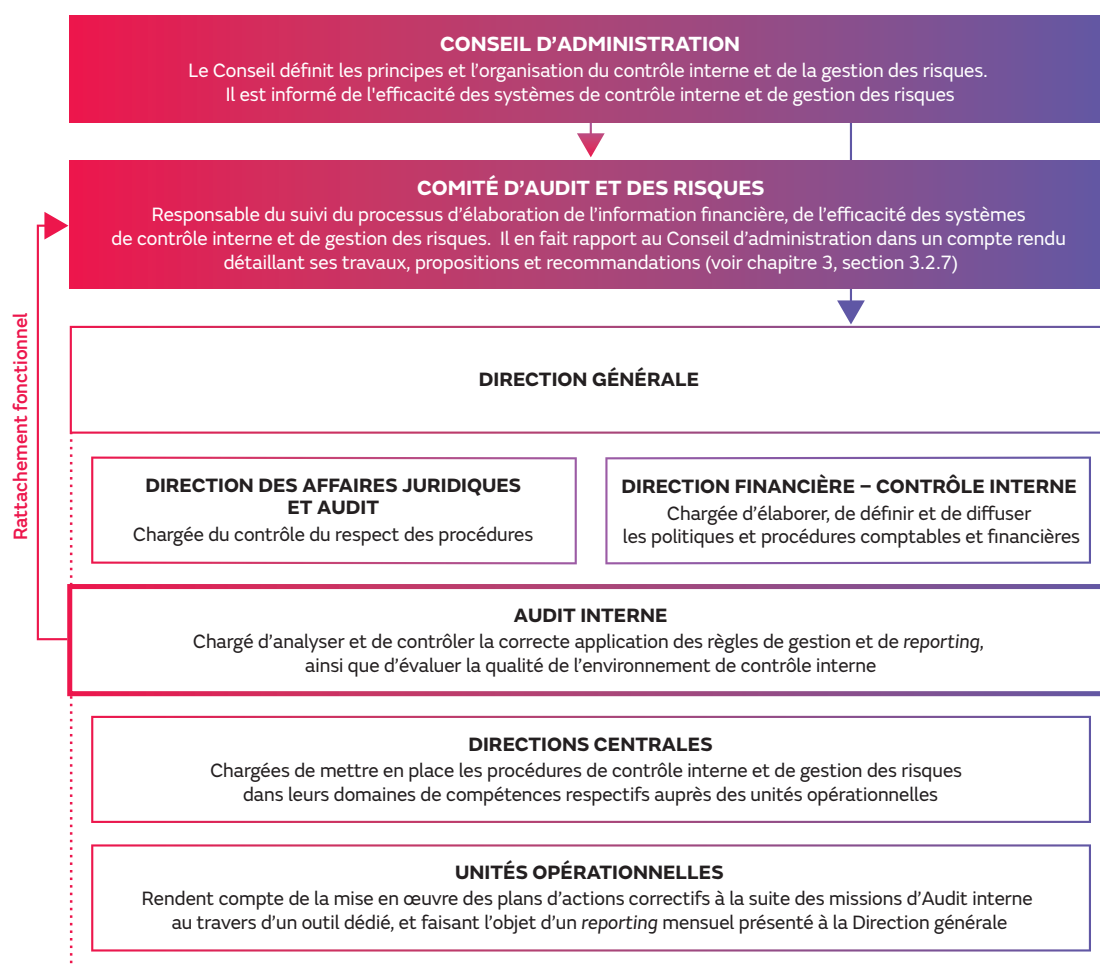 CONSEIL D'ADMINISTRATION
Le Conseil définit les principes et l'organisation du contrôle interne et de la gestion des risques.
Il est informé de l'efficacité des systèmes de contrôle interne et de gestion des risques
COMITÉ D'AUDIT ET DES RISQUES
Responsable du suivi du processus d'élaboration de l'information financière, de l'efficacité des systèmes
de contrôle interne et de gestion des risques. Il en fait rapport au Conseil d'administration dans un compte rendu
détaillant ses travaux, propositions et recommandations (voir chapitre 3, section 3.2.7)
Rattachement fonctionnel
DIRECTION GÉNÉRALE
DIRECTION DES AFFAIRES JURIDIQUES
ET AUDIT
Chargée du contrôle du respect des procédures
DIRECTION FINANCIÈRE – CONTRÔLE INTERNE
Chargée d'élaborer, de définir et de diffuser
les politiques et procédures comptables et financières
AUDIT INTERNE
Chargé d'analyser et de contrôler la correcte application des règles de gestion et de reporting,
ainsi que d'évaluer la qualité de l'environnement de contrôle interne
DIRECTIONS CENTRALES
Chargées de mettre en place les procédures de contrôle interne et de gestion des risques
dans leurs domaines de compétences respectifs auprès des unités opérationnelles
UNITÉS OPÉRATIONNELLES
Rendent compte de la mise en œuvre des plans d'actions correctifs à la suite des missions d'Audit interne
au travers d'un outil dédié, et faisant l'objet d'un reporting mensuel présenté à la Direction générale